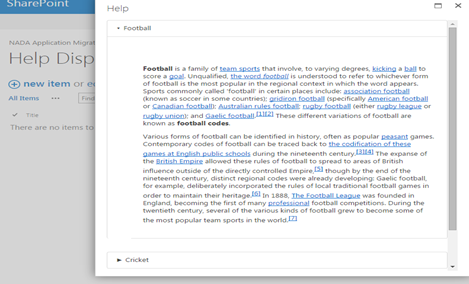 SharePoint
Help
NADA Application Migrat
Help Disp
new item or e
All Items ••• Find
✓ Title
There are no items to
Football
Football is a family of team sports that involve, to varying degrees, kicking a ball to
score a goal. Unqualified, the word football is understood to refer to whichever form
of football is the most popular in the regional context in which the word appears.
Sports commonly called 'football' in certain places include: association football
(known as soccer in some countries); gridiron football (specifically American football
or Canadian football); Australian rules football; rugby football (either rugby league or
rugby union); and Gaelic football.[1][2] These different variations of football are
known as football codes.
Various forms of football can be identified in history, often as popular peasant games.
Contemporary codes of football can be traced back to the codification of these
games at English public schools during the nineteenth century.[3][4] The expanse of
the British Empire allowed these rules of football to spread to areas of British
influence outside of the directly controlled Empire,[5] though by the end of the
nineteenth century, distinct regional codes were already developing: Gaelic football,
for example, deliberately incorporated the rules of local traditional football games in
order to maintain their heritage.[6] In 1888, The Football League was founded in
England, becoming the first of many professional football competitions. During the
twentieth century, several of the various kinds of football grew to become some of
the most popular team sports in the world.[7]
Cricket